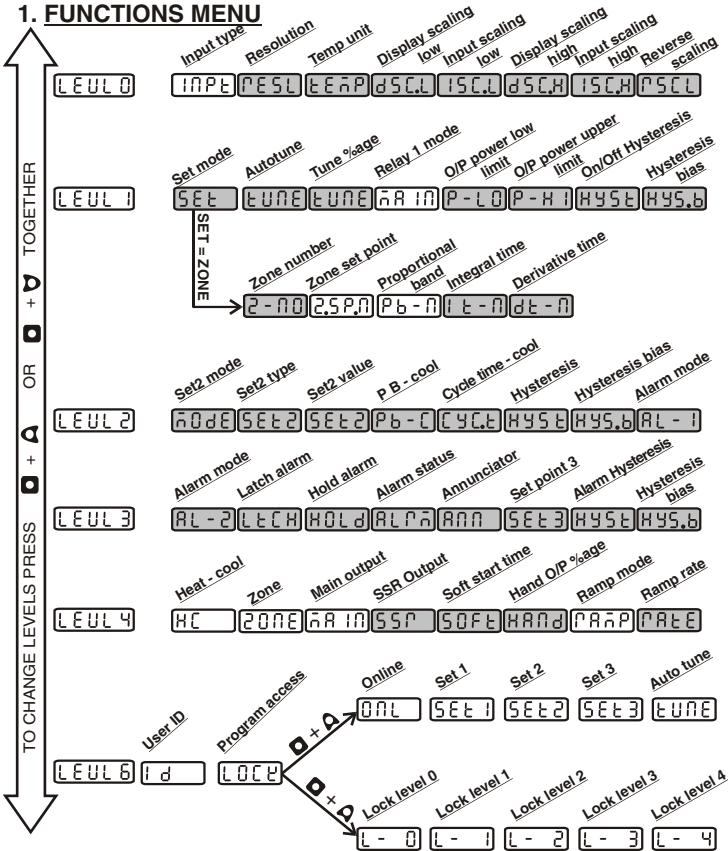 1. FUNCTIONS MENU
Input type
Resolution
Temp unit
Display scaling low
Input scaling low
Display scaling high
Input scaling high
Reverse scaling
LEVL 0
INPt
rESL
tEmP
dSC.L
ISC.L
dSC.H
ISC.H
rSCL
Set mode
Autotune
Tune %age
Relay 1 mode
O/P power low limit
O/P power upper limit
On/Off Hysteresis
Hysteresis bias
LEVL 1
SEt
tUNE
tUNE
mAIN
P-LO
P-HI
HYSt
HYS.b
SET = ZONE
Zone number
Zone set point
Proportional band
Integral time
Derivative time
Z-NO
Z.SP.N
Pb-N
It-N
dt-N
Set2 mode
Set2 type
Set2 value
P B - cool
Cycle time - cool
Hysteresis
Hysteresis bias
Alarm mode
LEVL 2
mOdE
SEt2
SEt2
Pb-C
CYC.t
HYSt
HYS.b
AL-1
Alarm mode
Latch alarm
Hold alarm
Alarm status
Annunciator
Set point 3
Alarm Hysteresis
Hysteresis bias
LEVL 3
AL-2
LtCH
HOLd
ALrm
ANN
SEt3
HYSt
HYS.b
Heat - cool
Zone
Main output
SSR Output
Soft start time
Hand O/P %age
Ramp mode
Ramp rate
LEVL 4
HC
ZONE
mAIN
SSr
SOFt
HANd
rAmP
rAtE
User ID
Program access
LEVL 6
Id
LOCK
Online
Set 1
Set 2
Set 3
Auto tune
+
ONL
SEt1
SEt2
SEt3
tUNE
Lock level 0
Lock level 1
Lock level 2
Lock level 3
Lock level 4
+
L- 0
L- 1
L- 2
L- 3
L- 4
TO CHANGE LEVELS PRESS + OR + TOGETHER